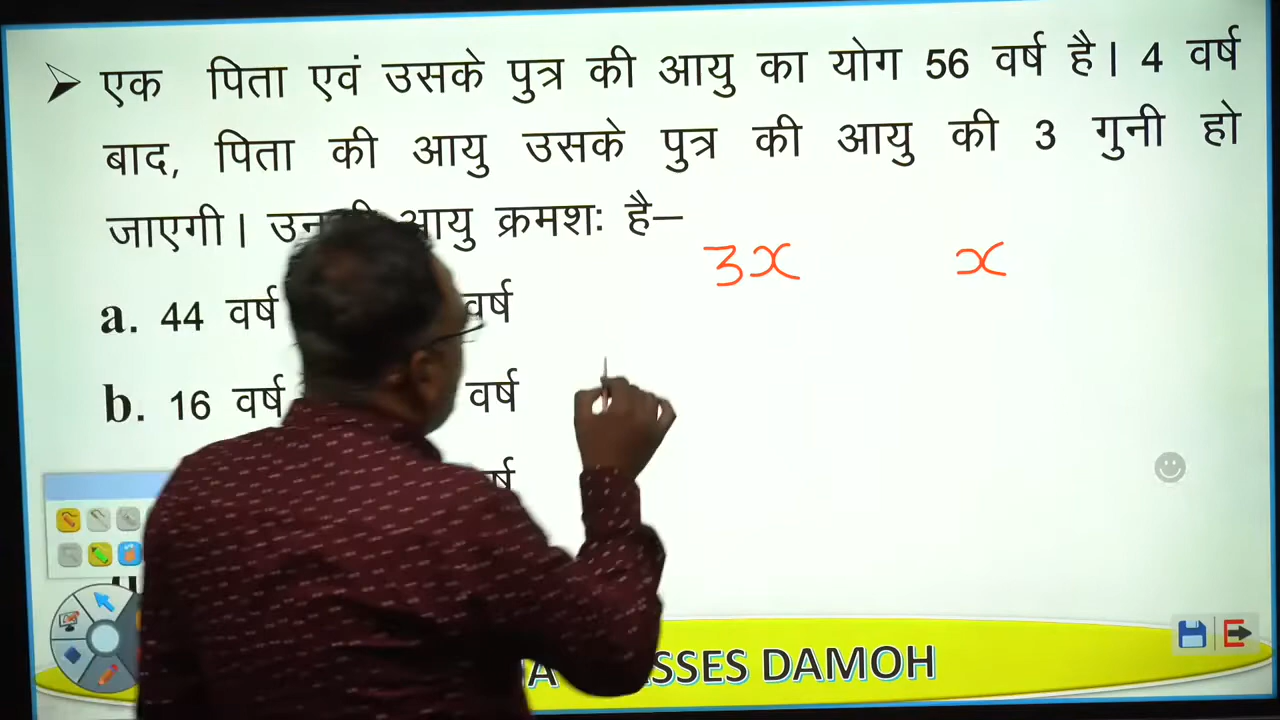 एक पिता एवं उसके पुत्र की आयु का योग 56 वर्ष है। 4 वर्ष
बाद, पिता की आयु उसके पुत्र की आयु की 3 गुनी हो
जाएगी। आयु क्रमशः है–
3x x
a. 44 वर्ष वर्ष
b. 16 वर्ष वर्ष
वर्ष
DAMOH